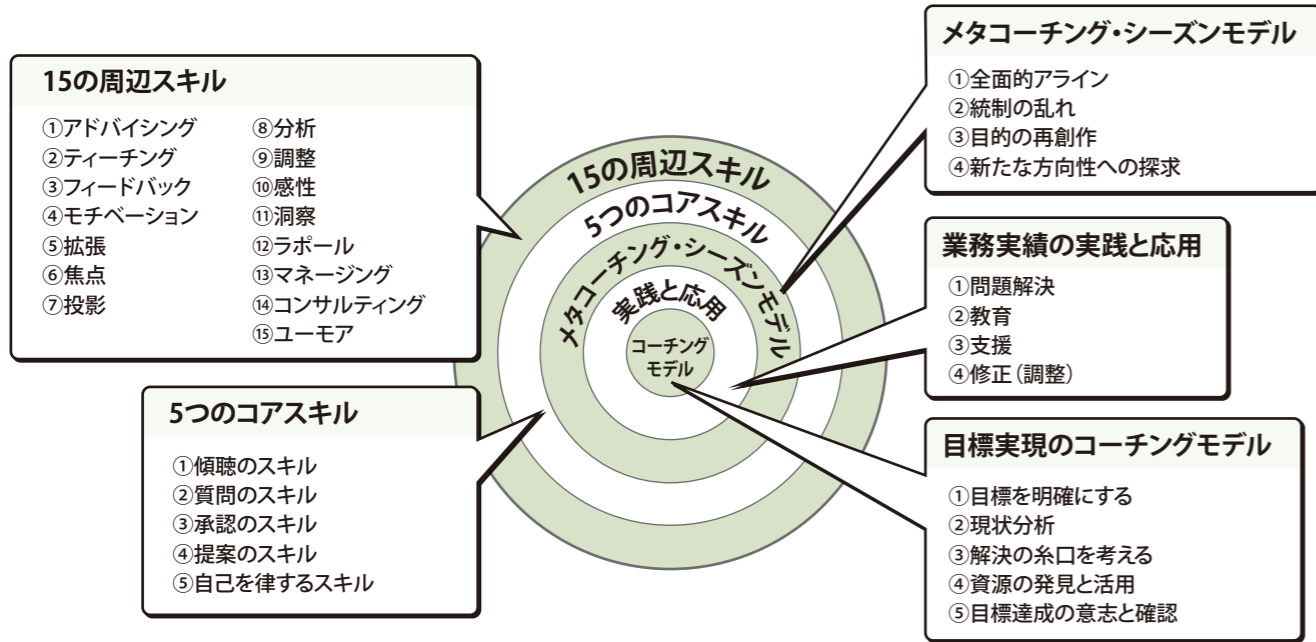 15の周辺スキル
①アドバイシング
②ティーチング
③フィードバック
④モチベーション
⑤拡張
⑥焦点
⑦投影
⑧分析
⑨調整
⑩感性
⑪洞察
⑫ラポール
⑬マネージング
⑭コンサルティング
⑮ユーモア
5つのコアスキル
①傾聴のスキル
②質問のスキル
③承認のスキル
④提案のスキル
⑤自己を律するスキル
15の周辺スキル
5つのコアスキル
メタコーチング・シーズンモデル
実践と応用
コーチング
モデル
メタコーチング・シーズンモデル
①全面的アライン
②統制の乱れ
③目的の再創作
④新たな方向性への探求
業務実績の実践と応用
①問題解決
②教育
③支援
④修正（調整）
目標実現のコーチングモデル
①目標を明確にする
②現状分析
③解決の糸口を考える
④資源の発見と活用
⑤目標達成の意志と確認